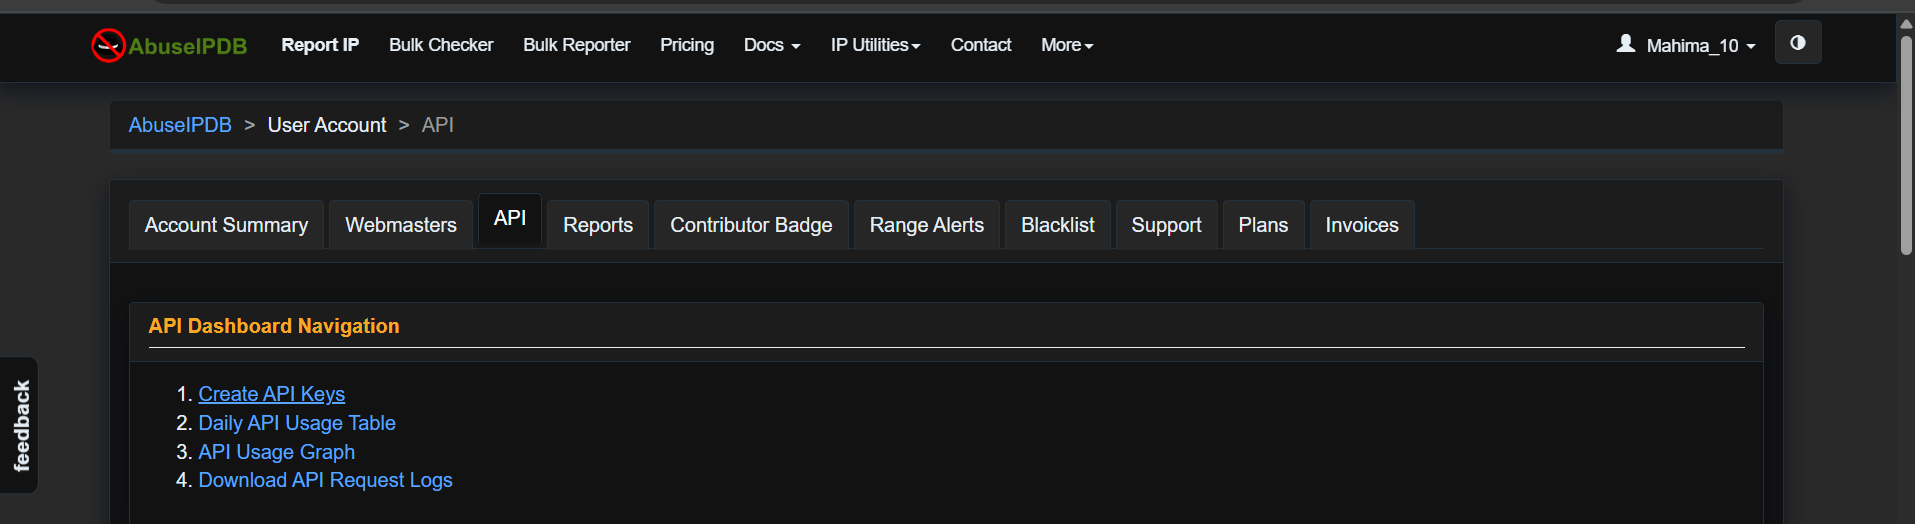 AbuseIPDB Report IP Bulk Checker Bulk Reporter Pricing Docs IP Utilities Contact More Mahima_10
AbuseIPDB > User Account > API
Account Summary Webmasters API Reports Contributor Badge Range Alerts Blacklist Support Plans Invoices
API Dashboard Navigation
1. Create API Keys
2. Daily API Usage Table
3. API Usage Graph
4. Download API Request Logs
feedback